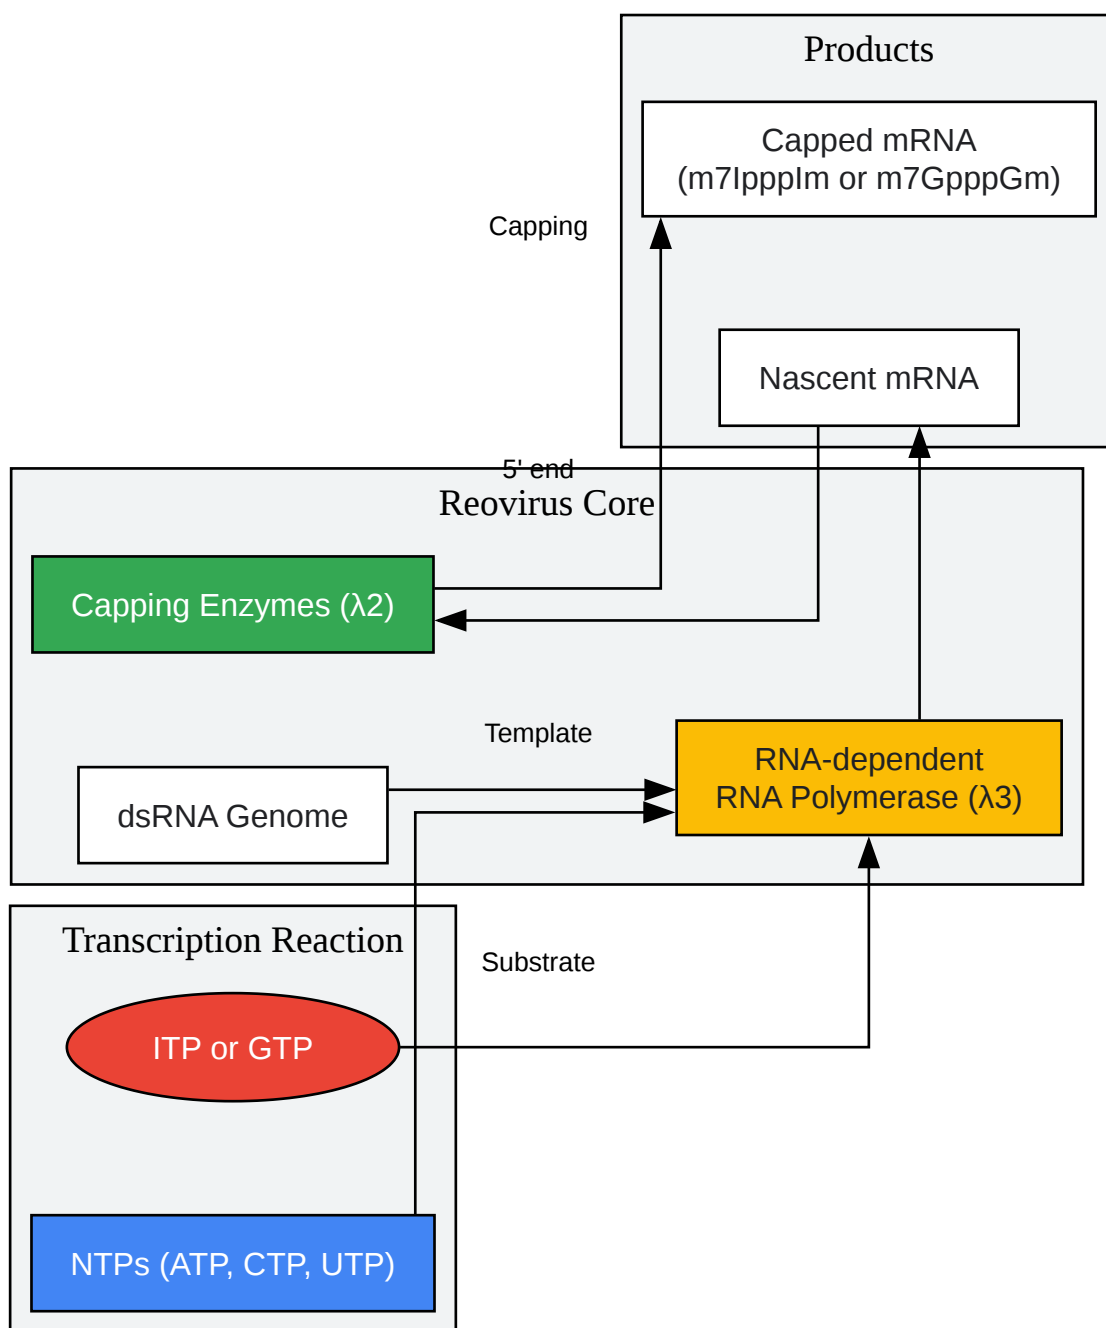 Products
Capped mRNA
(m7IpppIm or m7GpppGm)
Capping
Nascent mRNA
5' end
Reovirus Core
Capping Enzymes (λ2)
Template
RNA-dependent
RNA Polymerase (λ3)
dsRNA Genome
Transcription Reaction
Substrate
ITP or GTP
NTPs (ATP, CTP, UTP)